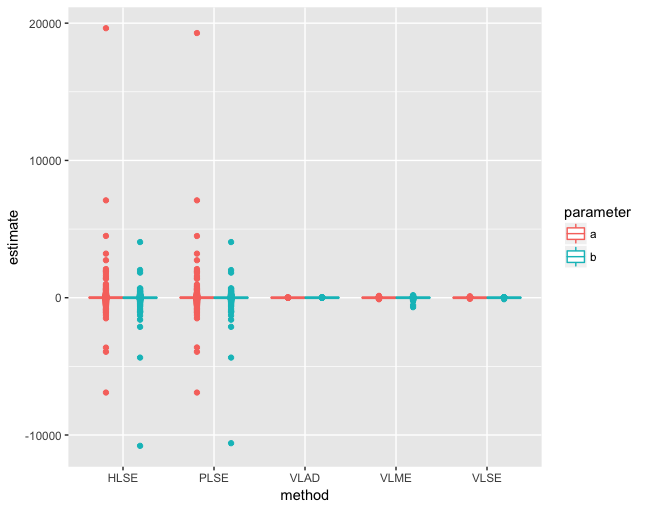 20000
10000
0
-10000
estimate
HLSE PLSE VLAD VLME VLSE
method
parameter
a
b